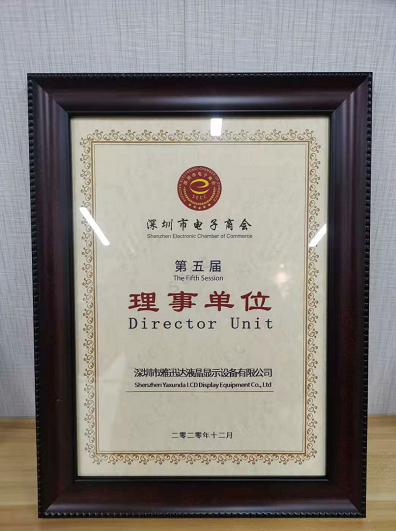 深圳市电子商会
Shenzhen Electronic Chamber of Commerce
第五届
The Fifth Session
理事单位
Director Unit
深圳市雅迅达液晶显示设备有限公司
Shenzhen Yaxunda LCD Display Equipment Co., Ltd
二零二零年十二月